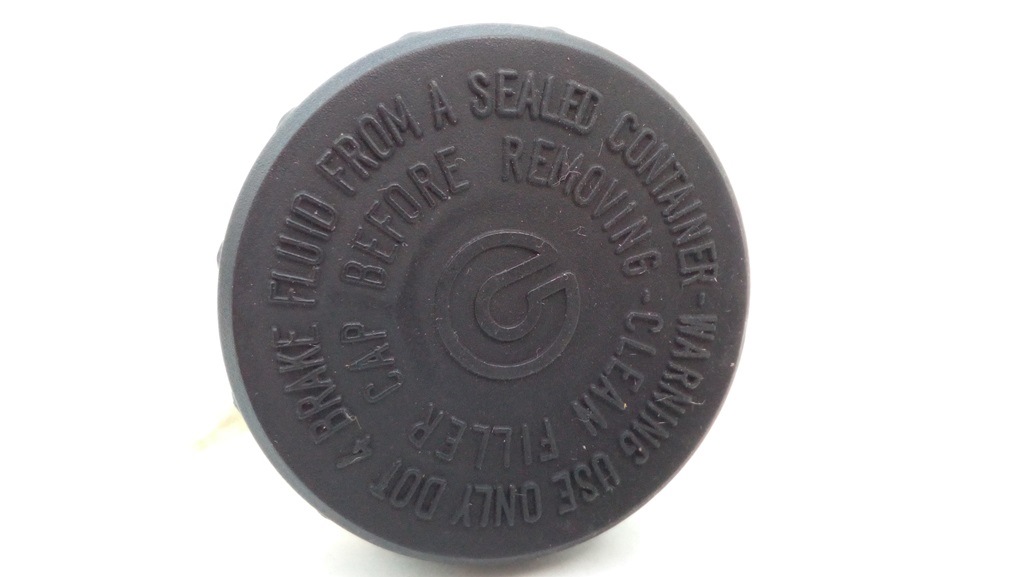 WARNING USE ONLY DOT 4 BRAKE FLUID FROM A SEALED CONTAINER-
CLEAN FILLER CAP BEFORE REMOVING-